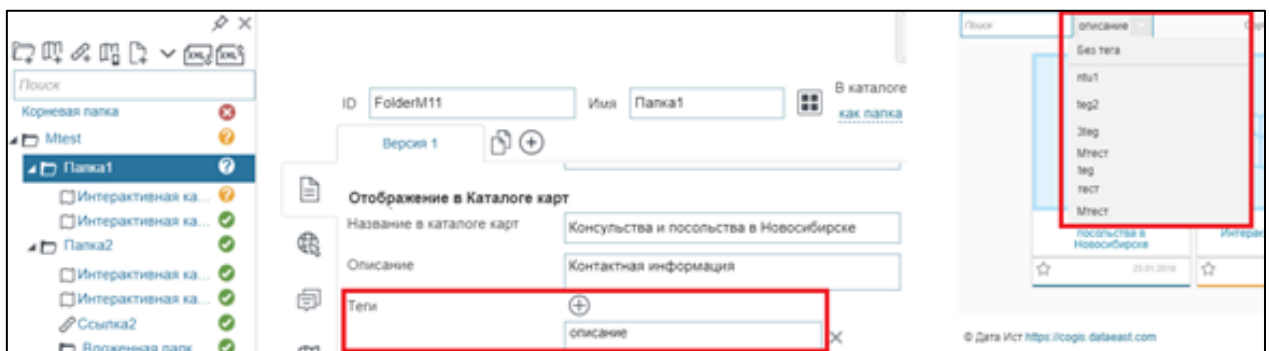 Поиск
Корневая папка
Mtest
Папка1
Интерактивная ка...
Интерактивная ка...
Папка2
Интерактивная ка...
Интерактивная ка...
Ссылка2
Вложенная папк
ID FolderM11 Имя Папка1 В каталоге
как папка
Версия 1
Отображение в Каталоге карт
Название в каталоге карт Консульства и посольства в Новосибирске
Описание Контактная информация
Теги
описание
Поиск описание
Без тега
ntu1
teg2
3teg
Мтест
teg
тест
Мтест
посольства в
Новосибирске
Интерак
23.01.2019
© Дата Ист https://cogis.dataeast.com